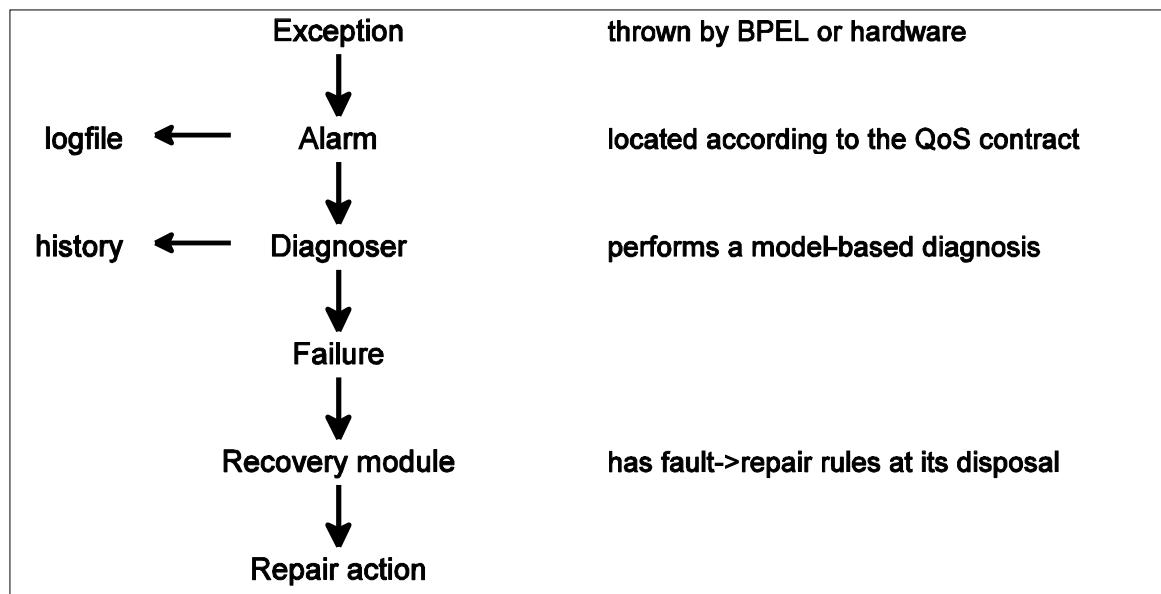 Exception thrown by BPEL or hardware
logfile Alarm located according to the QoS contract
history Diagnoser performs a model-based diagnosis
Failure
Recovery module has fault->repair rules at its disposal
Repair action